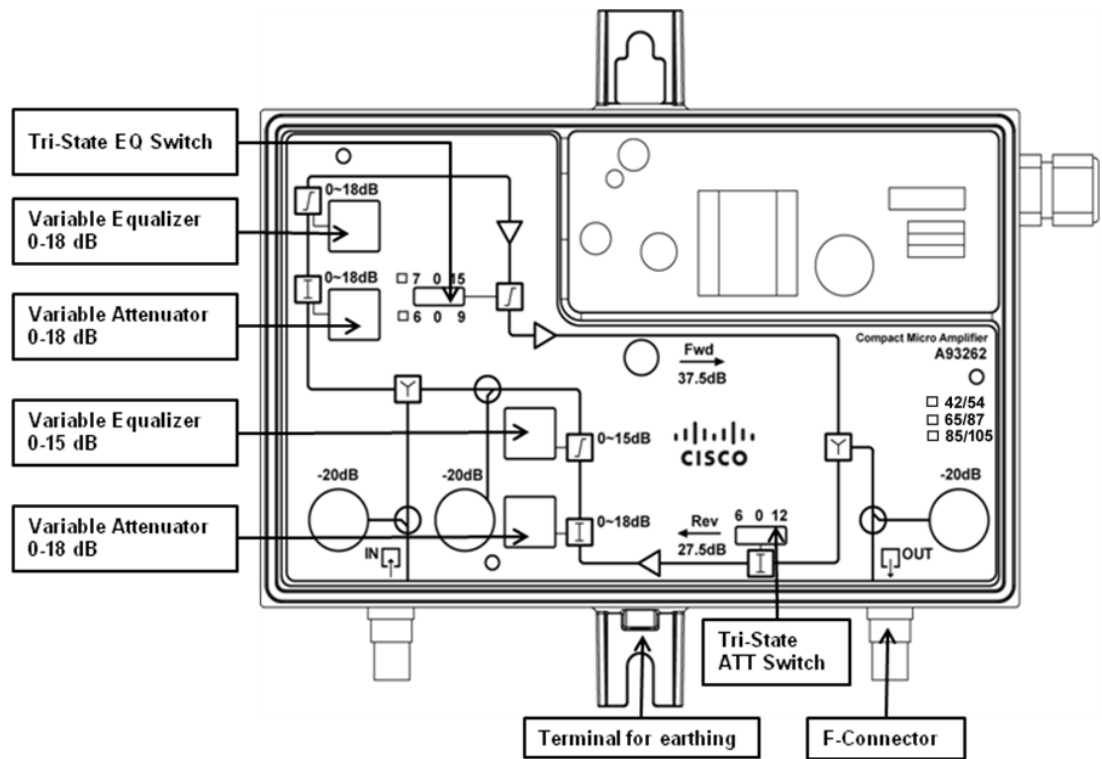 Tri-State EQ Switch
Variable Equalizer
0-18 dB
Variable Attenuator
0-18 dB
Variable Equalizer
0-15 dB
Variable Attenuator
0-18 dB
0~18dB
0~18dB
7 0 15
6 0 9
Compact Micro Amplifier
A93262
Fwd
37.5dB
42/54
65/87
85/105
0~15dB
CISCO
-20dB
-20dB
-20dB
0~18dB
Rev
27.5dB
6 0 12
IN
OUT
Tri-State
ATT Switch
Terminal for earthing
F-Connector